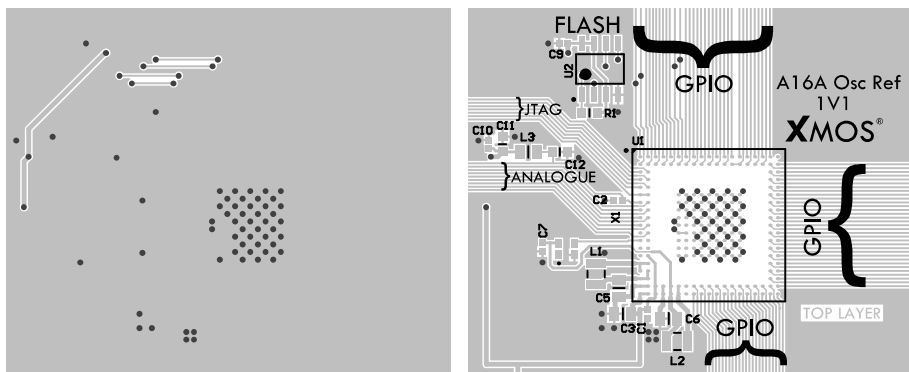 FLASH
C9
U2
GPIO
A16A Osc Ref
1V1
XMOS®
R1
JTAG
C11
C10
L3
C12
U1
ANALOGUE
C2
X1
GPIO
C7
L1
C5
C3
C6
TOP LAYER
GPIO
L2